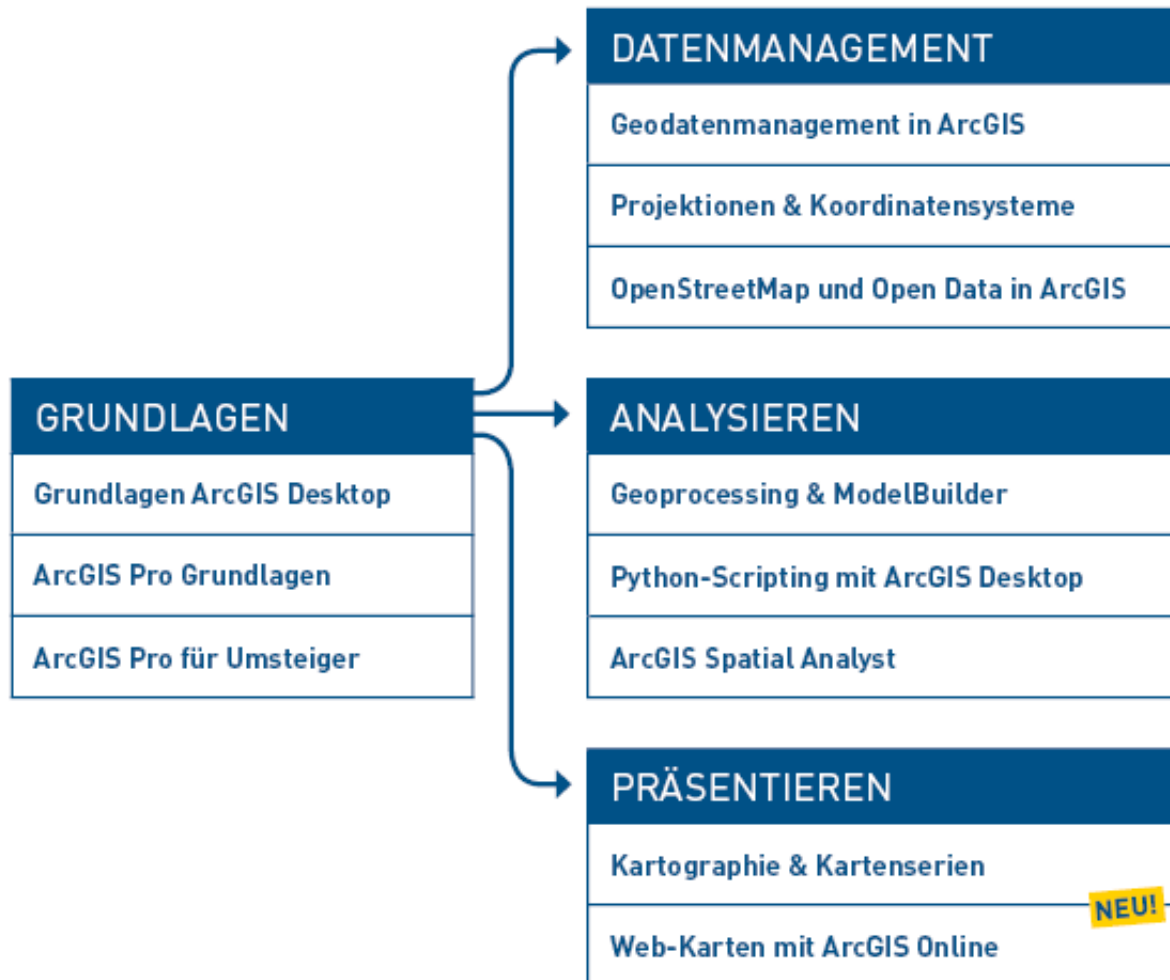 GRUNDLAGEN
Grundlagen ArcGIS Desktop
ArcGIS Pro Grundlagen
ArcGIS Pro für Umsteiger
DATENMANAGEMENT
Geodatenmanagement in ArcGIS
Projektionen & Koordinatensysteme
OpenStreetMap und Open Data in ArcGIS
ANALYSIEREN
Geoprocessing & ModelBuilder
Python-Scripting mit ArcGIS Desktop
ArcGIS Spatial Analyst
PRÄSENTIEREN
Kartographie & Kartenserien
NEU!
Web-Karten mit ArcGIS Online